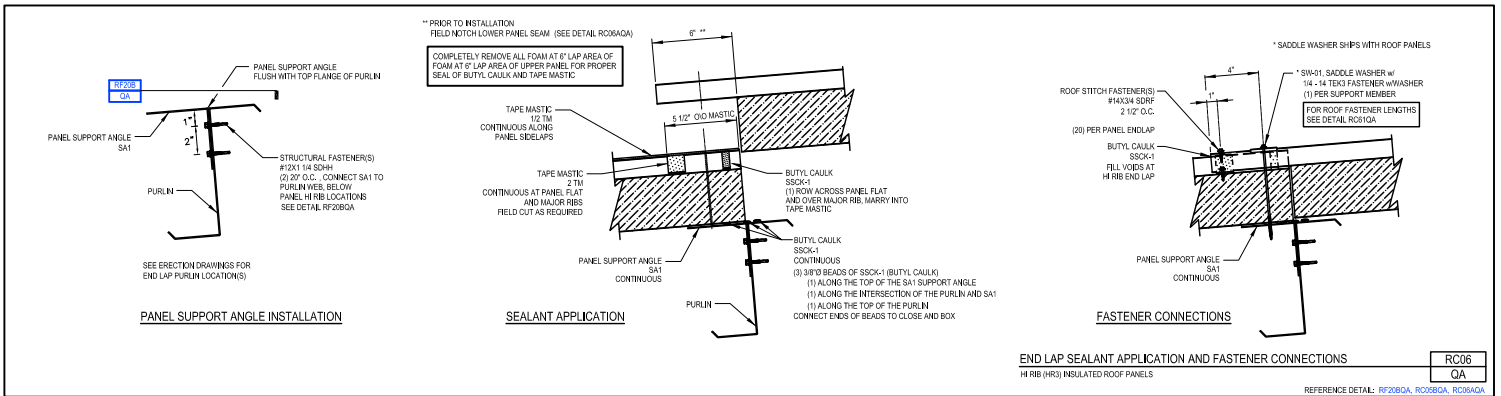 RF20B
QA
PANEL SUPPORT ANGLE
FLUSH WITH TOP FLANGE OF PURLIN
PANEL SUPPORT ANGLE
SA1
1"
2"
STRUCTURAL FASTENER(S)
#12X1 1/4 SDHH
(2) 20" O.C. , CONNECT SA1 TO
PURLIN WEB, BELOW
PANEL HI RIB LOCATIONS
SEE DETAIL RF20BQA
PURLIN
SEE ERECTION DRAWINGS FOR
END LAP PURLIN LOCATION(S)
PANEL SUPPORT ANGLE INSTALLATION
** PRIOR TO INSTALLATION
FIELD NOTCH LOWER PANEL SEAM (SEE DETAIL RC06AQA)
COMPLETELY REMOVE ALL FOAM AT 6" LAP AREA OF
FOAM AT 6" LAP AREA OF UPPER PANEL FOR PROPER
SEAL OF BUTYL CAULK AND TAPE MASTIC
6" **
TAPE MASTIC
1/2 TM
CONTINUOUS ALONG
PANEL SIDELAPS
5 1/2" O\O MASTIC
TAPE MASTIC
2 TM
CONTINUOUS AT PANEL FLAT
AND MAJOR RIBS
FIELD CUT AS REQUIRED
BUTYL CAULK
SSCK-1
(1) ROW ACROSS PANEL FLAT
AND OVER MAJOR RIB, MARRY INTO
TAPE MASTIC
PANEL SUPPORT ANGLE
SA1
CONTINUOUS
BUTYL CAULK
SSCK-1
CONTINUOUS
(3) 3/8"Ø BEADS OF SSCK-1 (BUTYL CAULK)
(1) ALONG THE TOP OF THE SA1 SUPPORT ANGLE
(1) ALONG THE INTERSECTION OF THE PURLIN AND SA1
(1) ALONG THE TOP OF THE PURLIN
CONNECT ENDS OF BEADS TO CLOSE AND BOX
PURLIN
SEALANT APPLICATION
* SADDLE WASHER SHIPS WITH ROOF PANELS
4"
1"
ROOF STITCH FASTENER(S)
#14X3/4 SDRF
2 1/2" O.C.
(20) PER PANEL ENDLAP
* SW-01, SADDLE WASHER w/
1/4 - 14 TEK3 FASTENER w/WASHER
(1) PER SUPPORT MEMBER
FOR ROOF FASTENER LENGTHS
SEE DETAIL RC61QA
BUTYL CAULK
SSCK-1
FILL VOIDS AT
HI RIB END LAP
PANEL SUPPORT ANGLE
SA1
CONTINUOUS
PURLIN
FASTENER CONNECTIONS
END LAP SEALANT APPLICATION AND FASTENER CONNECTIONS
HI RIB (HR3) INSULATED ROOF PANELS
RC06
QA
REFERENCE DETAIL: RF20BQA, RC05BQA, RC06AQA